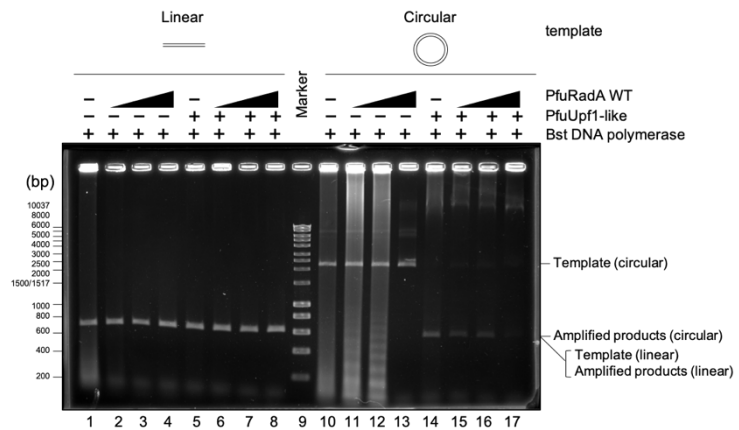 Linear Circular template
Marker
− − PfuRadA WT
− − − − + + + + − − − − + + + + PfuUpf1-like
+ + + + + + + + + + + + + + + + Bst DNA polymerase
(bp)
10037
8000
6000
5000
4000
3000
2500
2000
1500/1517
1000
800
600
400
200
Template (circular)
Amplified products (circular)
Template (linear)
Amplified products (linear)
1 2 3 4 5 6 7 8 9 10 11 12 13 14 15 16 17